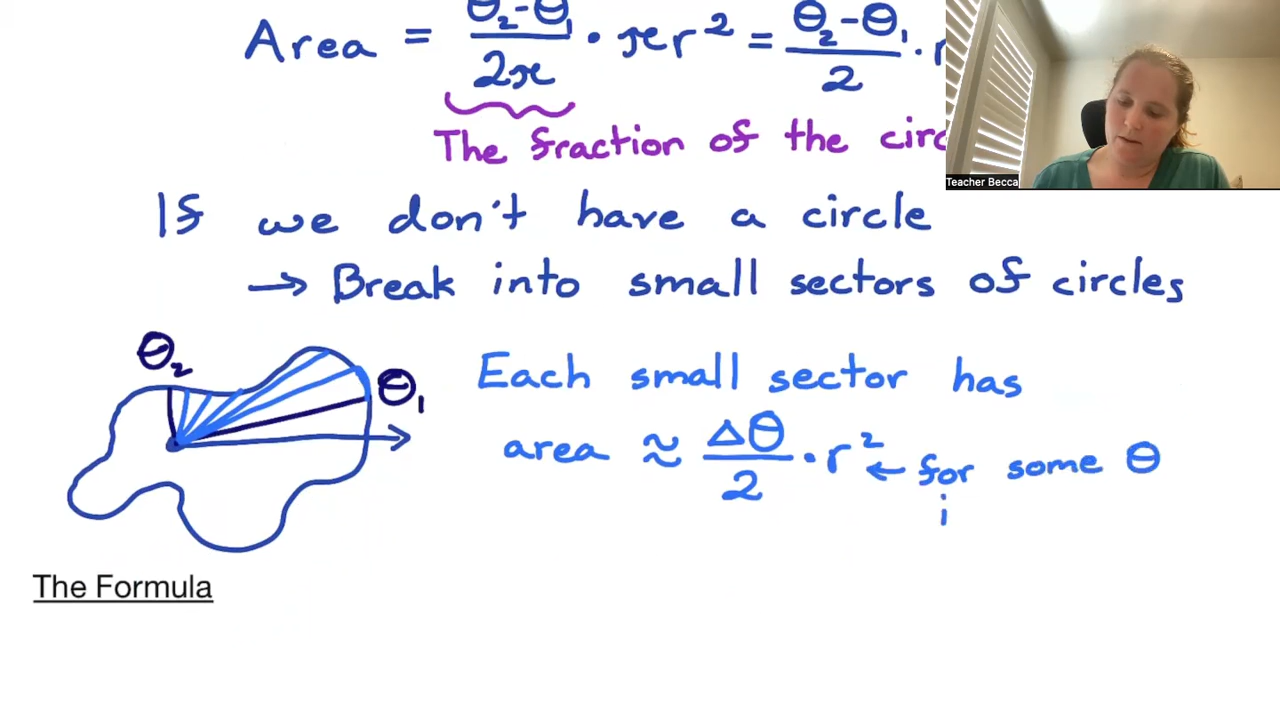 Area = θ₂-θ₁/2π · πr² = θ₂-θ₁/2 ·
The fraction of the
Teacher Becca
If we don't have a circle
→ Break into small sectors of circles
θ₂
θ₁
Each small sector has
area ≈ Δθ/2 · r² ← for some θ
i
The Formula